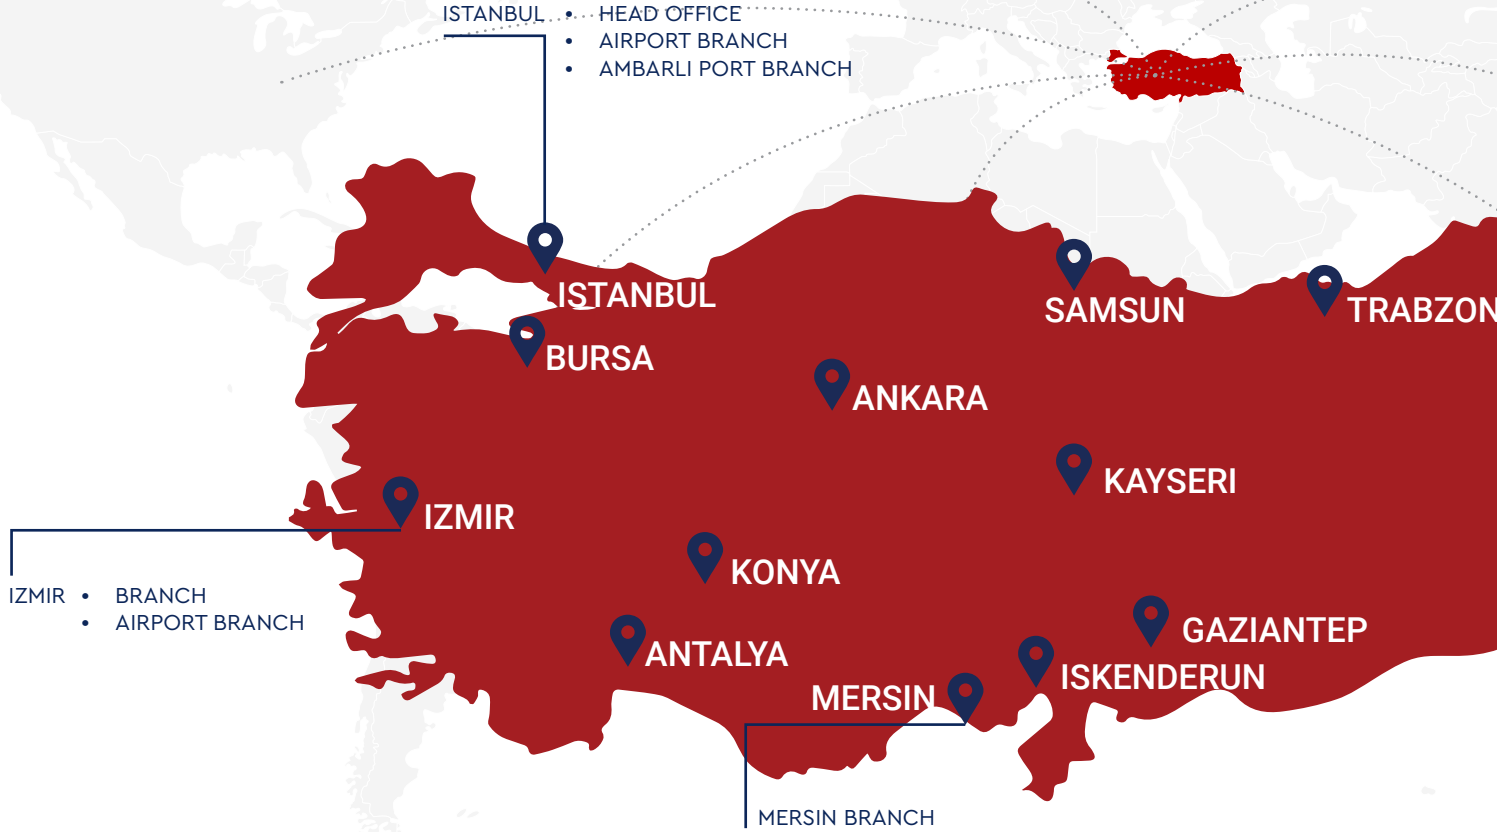 ISTANBUL • HEAD OFFICE
• AIRPORT BRANCH
• AMBARLI PORT BRANCH
ISTANBUL
SAMSUN
TRABZON
BURSA
ANKARA
KAYSERI
IZMIR
KONYA
IZMIR • BRANCH
• AIRPORT BRANCH
GAZIANTEP
ANTALYA
ISKENDERUN
MERSIN
MERSIN BRANCH